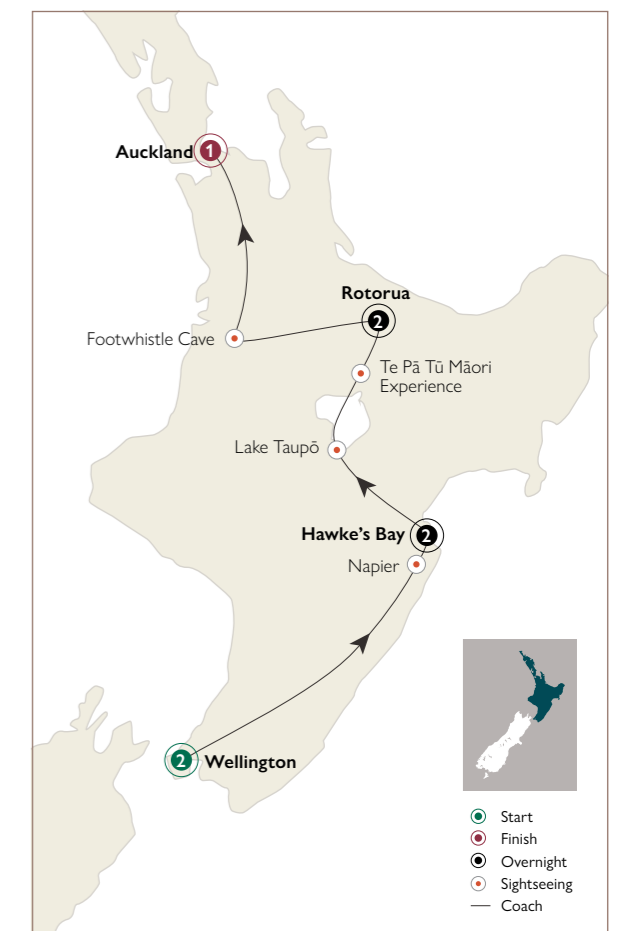 Auckland 1
Rotorua
2
Footwhistle Cave
Te Pā Tū Māori
Experience
Lake Taupō
Hawke's Bay 2
Napier
2 Wellington
Start
Finish
Overnight
Sightseeing
Coach